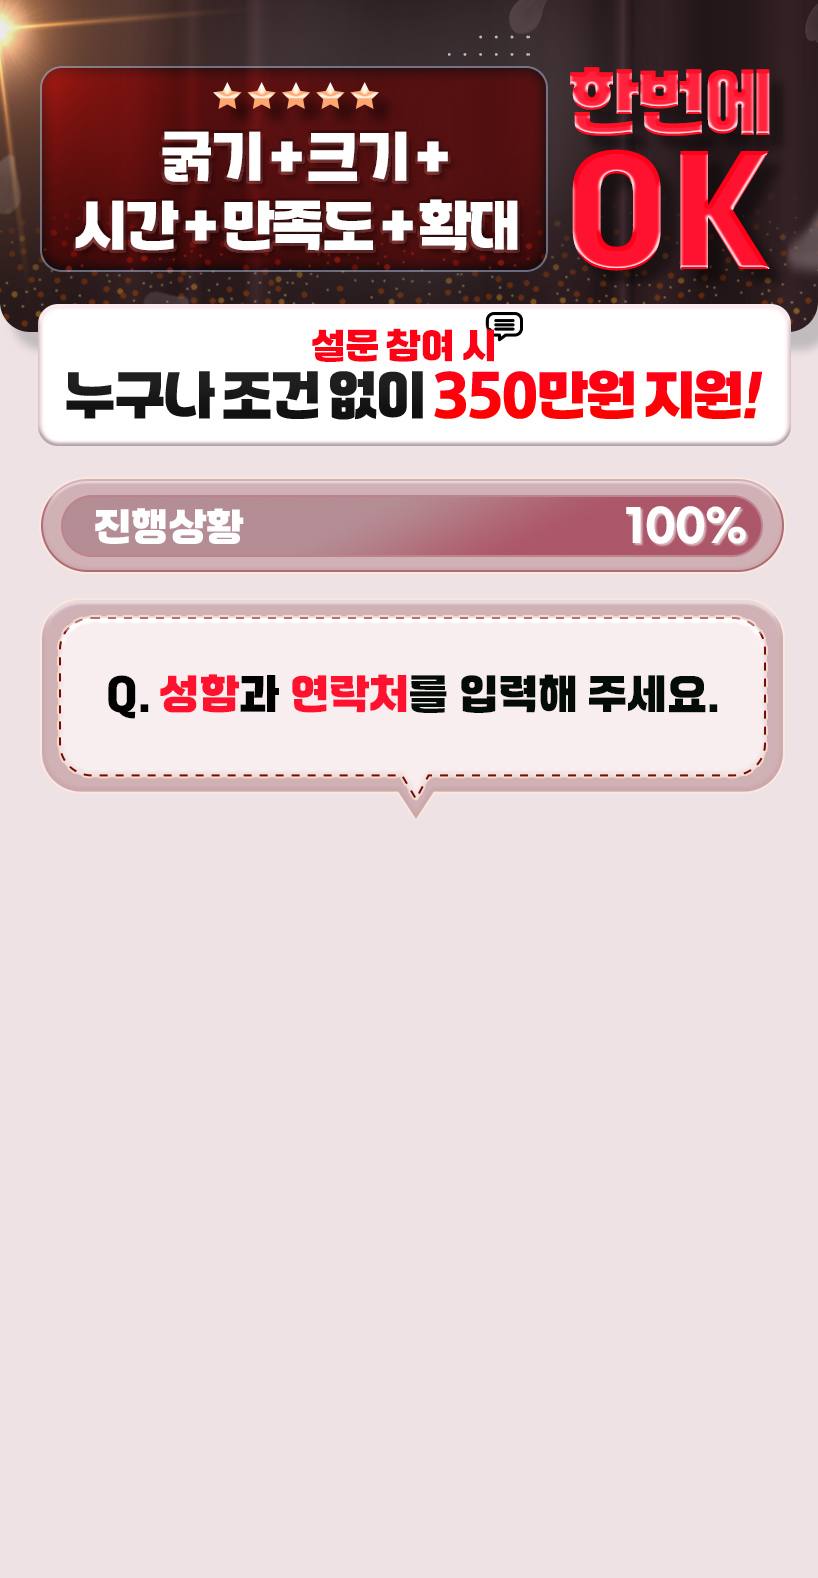 굵기+크기+
시간+만족도+확대
한번에
OK
설문 참여 시
누구나 조건 없이 350만원 지원!
진행상황 100%
Q. 성함과 연락처를 입력해 주세요.